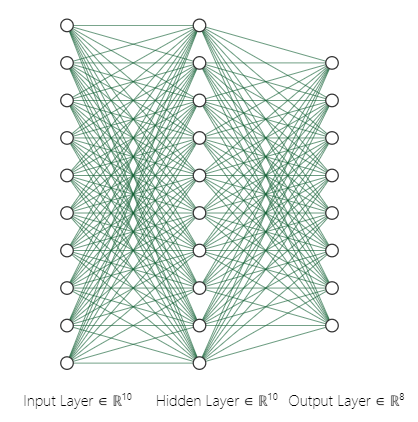 Input Layer ∈ ℝ¹⁰ Hidden Layer ∈ ℝ¹⁰ Output Layer ∈ ℝ⁸